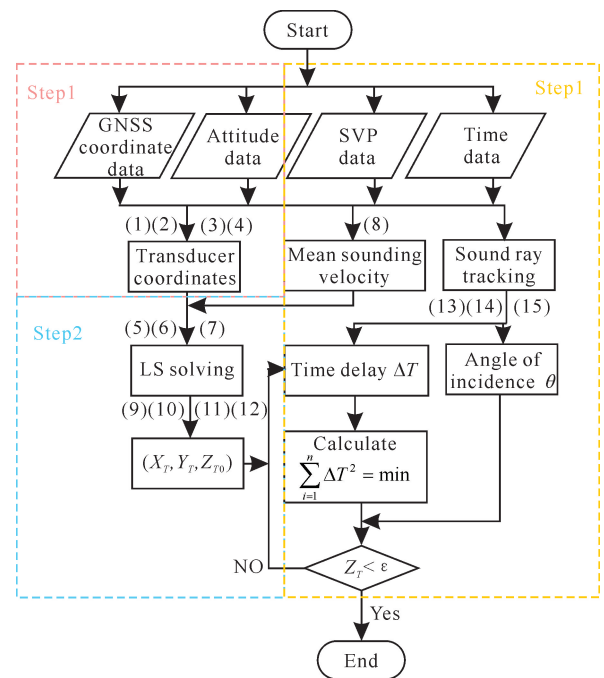 Start
Step1
Step1
GNSS
coordinate
data
Attitude
data
SVP
data
Time
data
(1)(2)
(3)(4)
(8)
Transducer
coordinates
Mean sounding
velocity
Sound ray
tracking
(13)(14)
(15)
Step2
(5)(6)
(7)
LS solving
Time delay ΔT
Angle of
incidence θ
(9)(10)
(11)(12)
(X_T, Y_T, Z_T0)
Calculate
∑_{i=1}^{n} ΔT² = min
NO
Z_T < ε
Yes
End